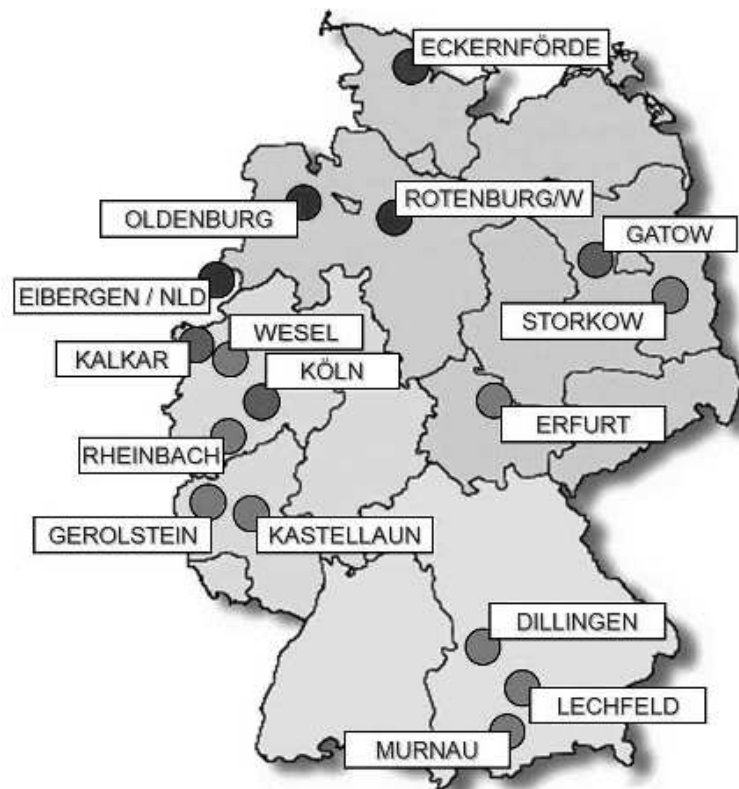 ECKERNFÖRDE
ROTENBURG/W
OLDENBURG
GATOW
EIBERGEN / NLD
STORKOW
WESEL
KALKAR
KÖLN
ERFURT
RHEINBACH
GEROLSTEIN
KASTELLAUN
DILLINGEN
LECHFELD
MURNAU